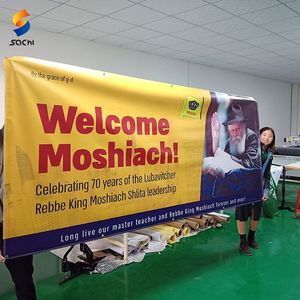 SaCHI
By the grace of g-d
Welcome
Moshiach!
Celebrating 70 years of the Lubavitcher
Rebbe King Moshiach Shlita leadership
Long live our master teacher and Rebbe King Moshiach forever and ever!